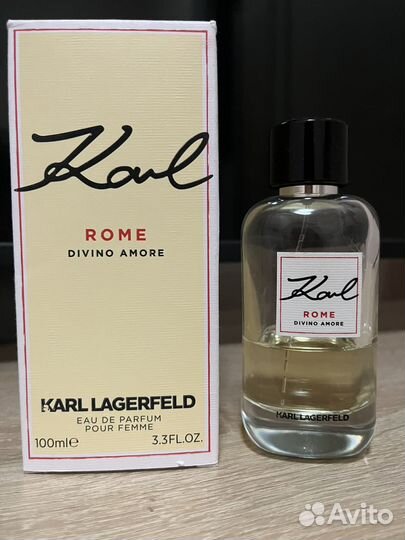 Karl
ROME
DIVINO AMORE
KARL LAGERFELD
EAU DE PARFUM
POUR FEMME
100ml℮ 3.3FL.OZ.
Karl
ROME
DIVINO AMORE
KARL LAGERFELD
Avito